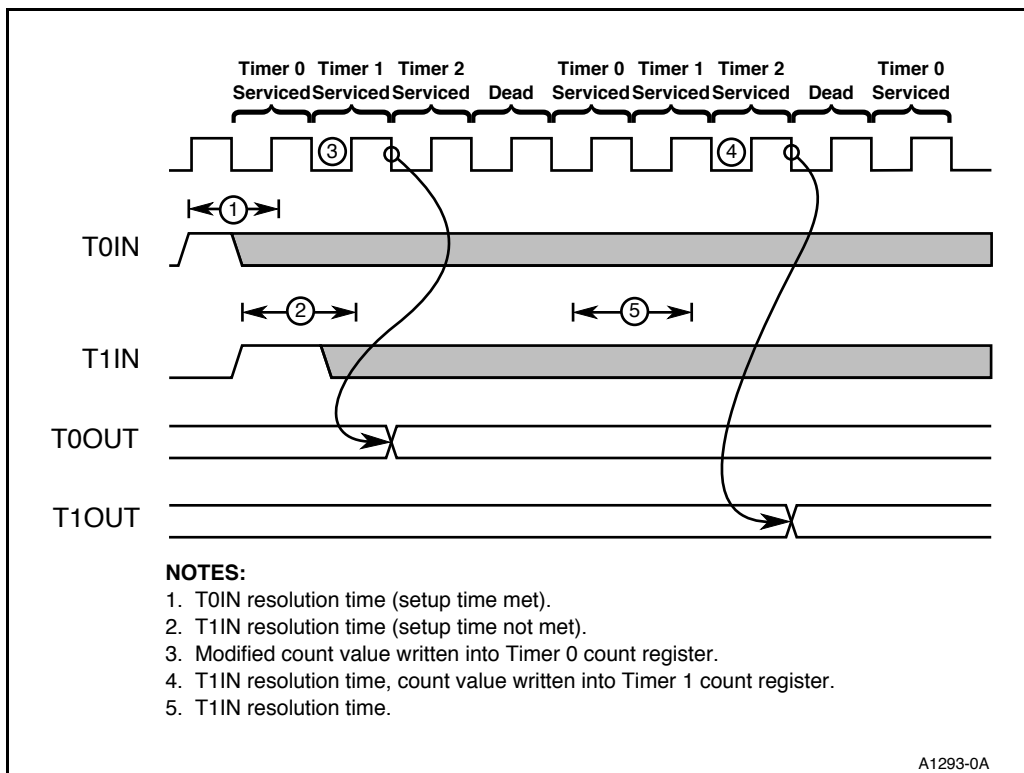 Timer 0 Timer 1 Timer 2 Timer 0 Timer 1 Timer 2 Timer 0
Serviced Serviced Serviced Dead Serviced Serviced Serviced Dead Serviced
3 4
1
T0IN
2 5
T1IN
T0OUT
T1OUT
NOTES:
1. T0IN resolution time (setup time met).
2. T1IN resolution time (setup time not met).
3. Modified count value written into Timer 0 count register.
4. T1IN resolution time, count value written into Timer 1 count register.
5. T1IN resolution time.
A1293-0A